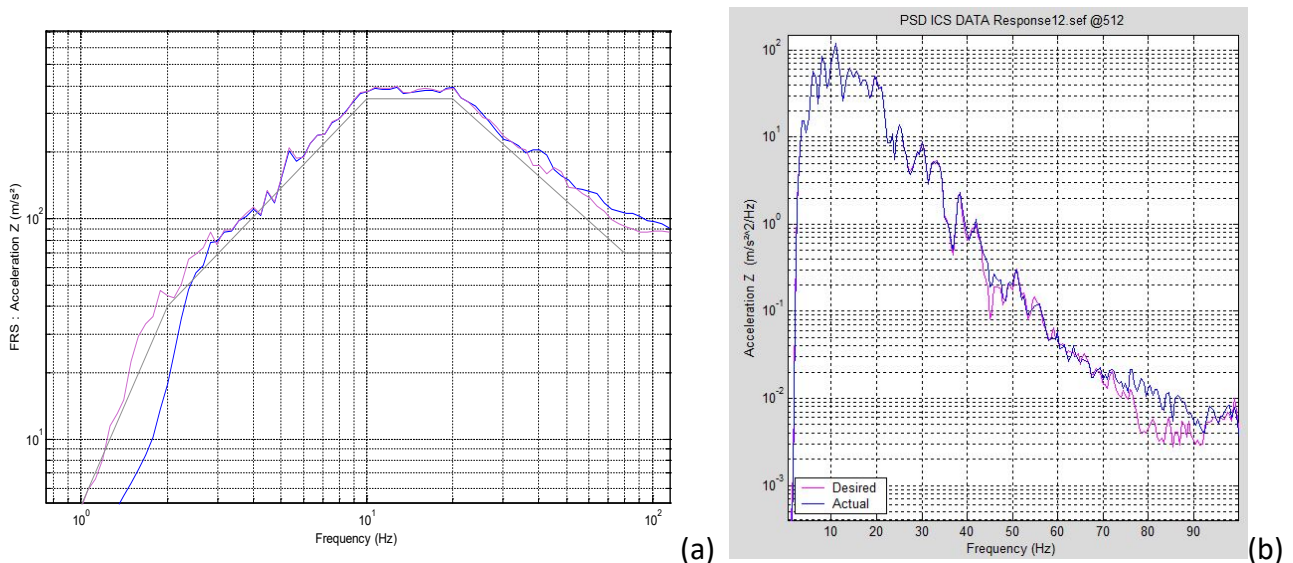 FRS : Acceleration Z (m/s²)
10²
10¹
10⁰ 10¹ 10²
Frequency (Hz)
(a)
PSD ICS DATA Response12.sef @512
Acceleration Z (m/s²^2/Hz)
10²
10¹
10⁰
10⁻¹
10⁻²
10⁻³
Desired
Actual
10 20 30 40 50 60 70 80 90
Frequency (Hz)
(b)